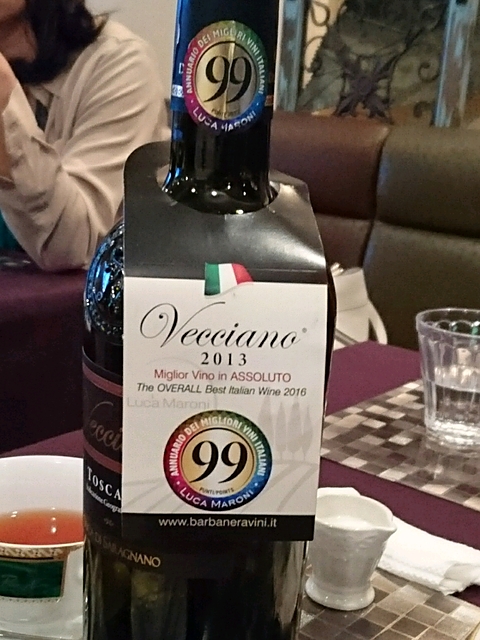 ANNUARIO DEI MIGLIORI VINI ITALIANI
99
LUCA MARONI
Vecciano
2013
Miglior Vino in ASSOLUTO
The OVERALL Best Italian Wine 2016
Luca Maroni
ANNUARIO DEI MIGLIORI VINI ITALIANI
99
PUNTI/POINTS
LUCA MARONI
www.barbaneravini.it
ecci
TOSCA